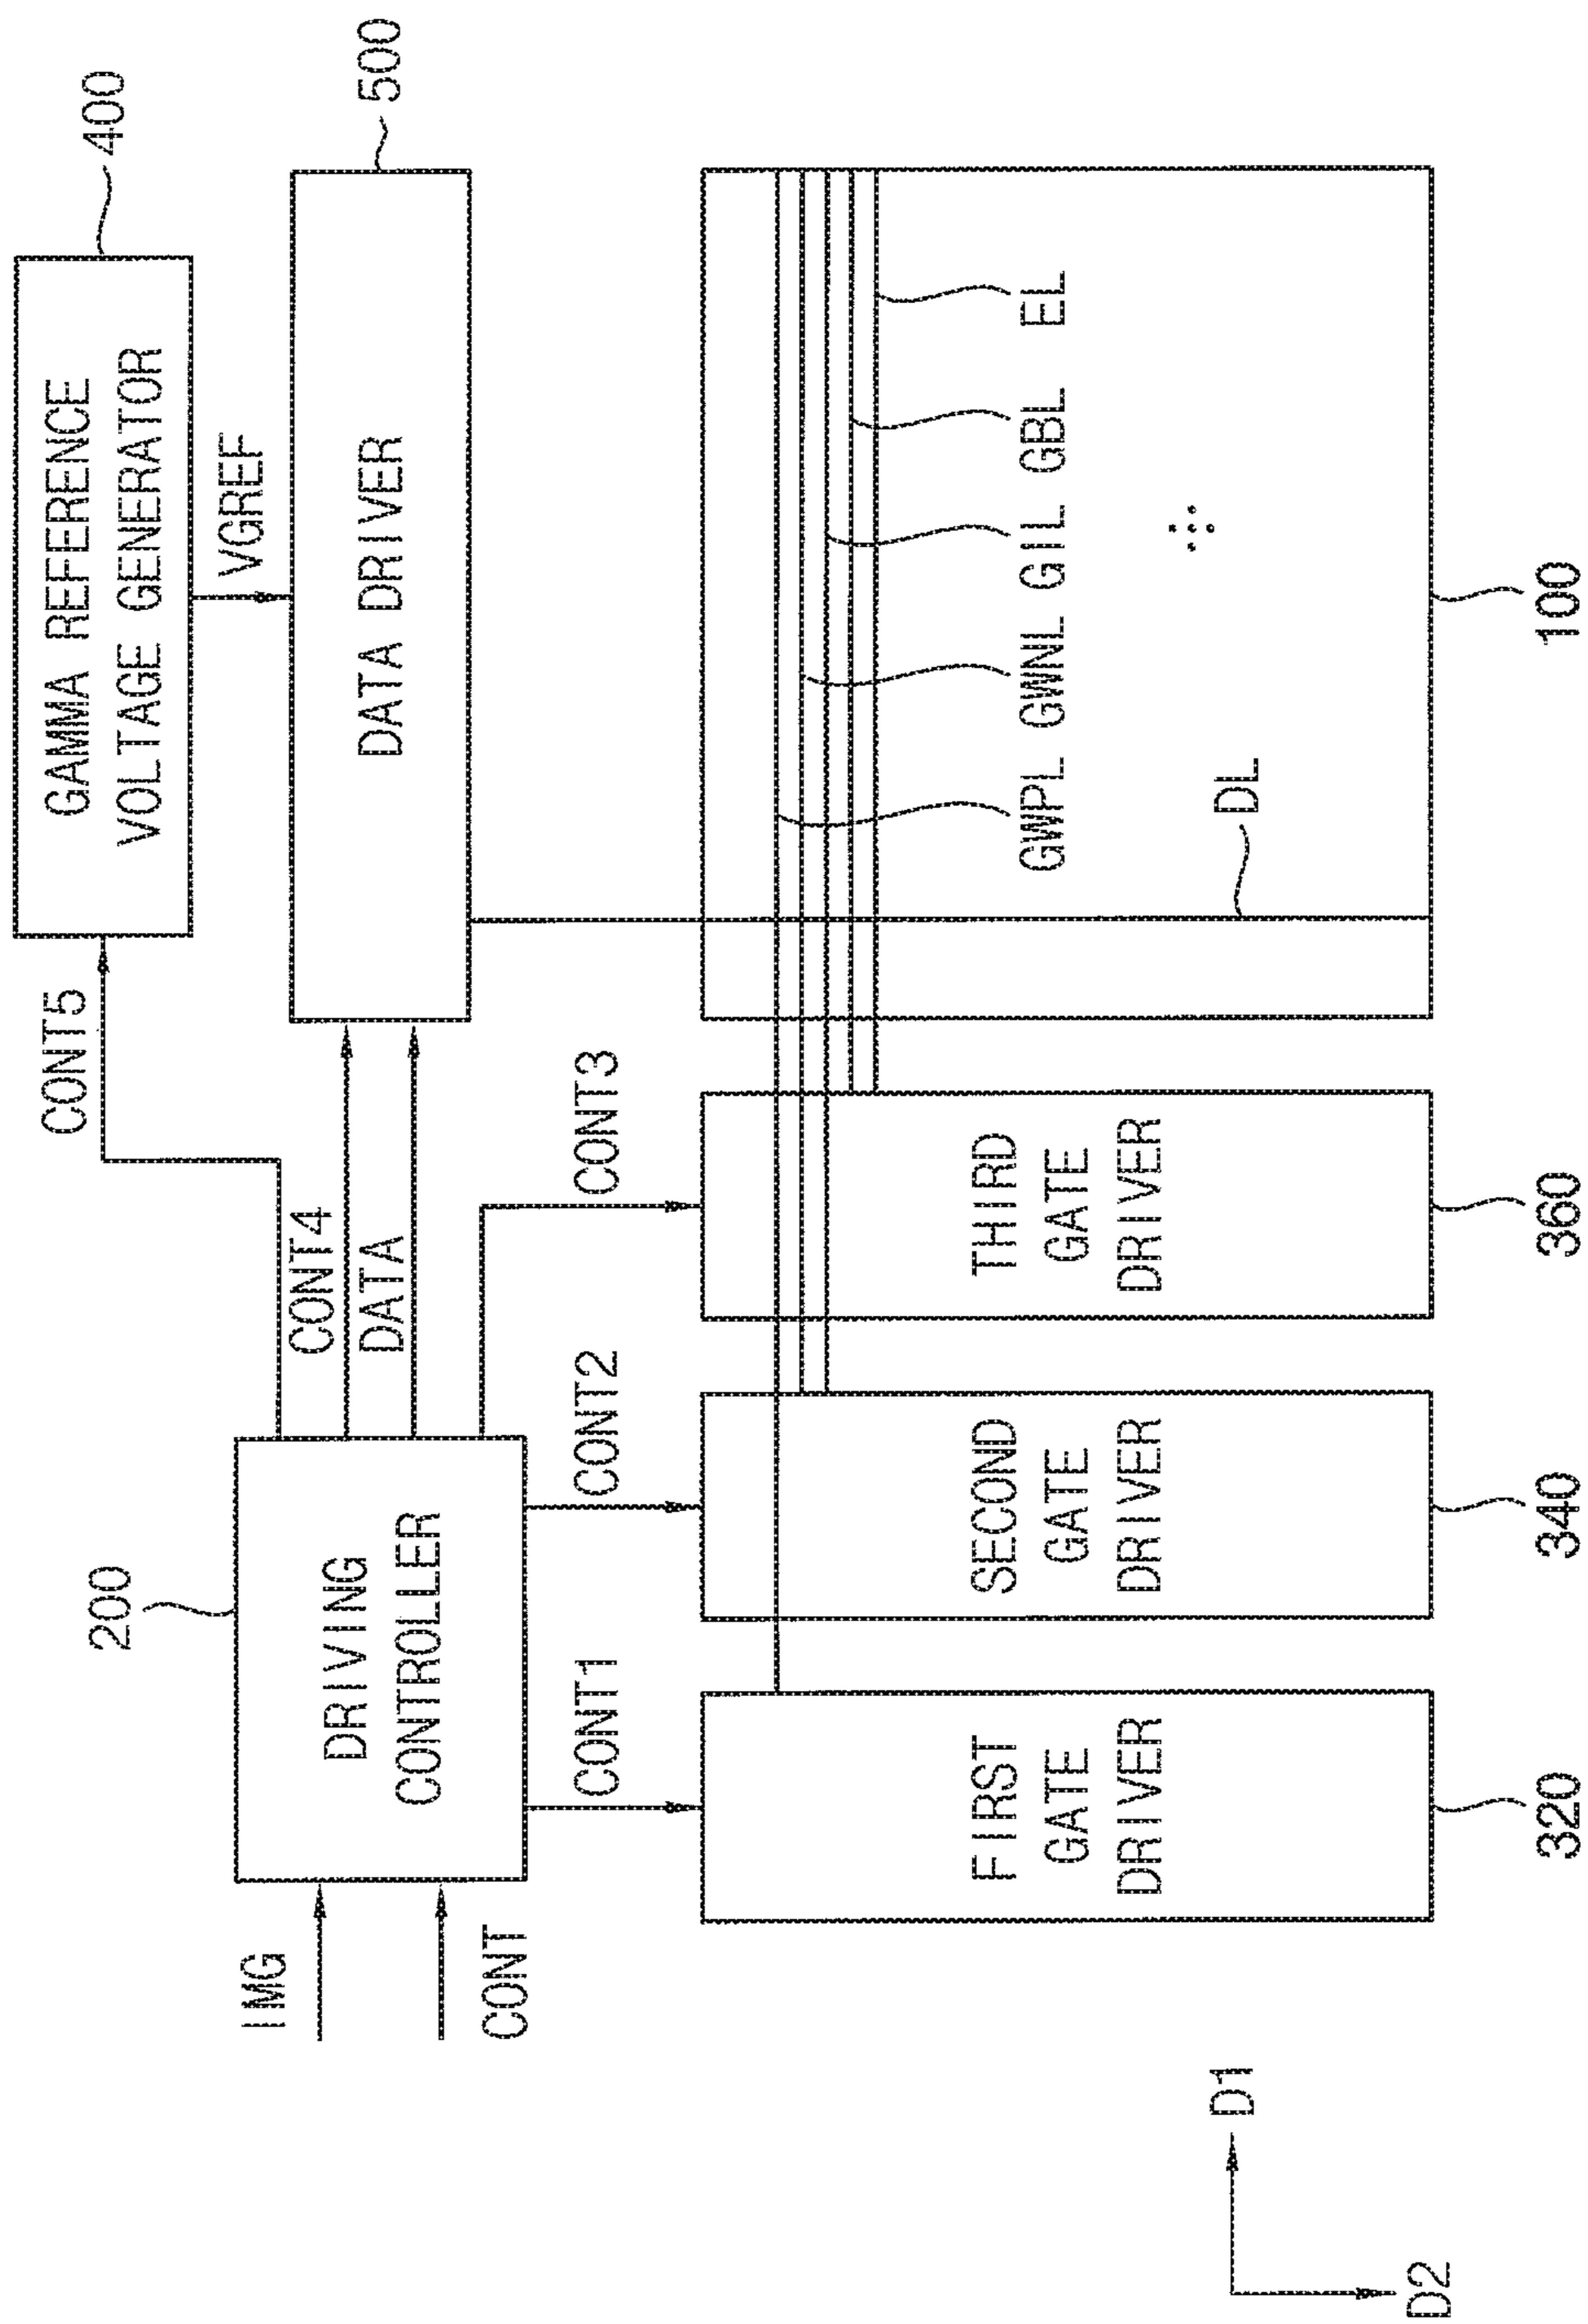 400
GAMMA REFERENCE
VOLTAGE GENERATOR
CONT5
VGREF
500
DATA DRIVER
200
DRIVING
CONTROLLER
IMG
CONT
CONT4
DATA
CONT1
CONT2
CONT3
FIRST
GATE
DRIVER
SECOND
GATE
DRIVER
THIRD
GATE
DRIVER
GWPL GWNL GIL GBL EL
DL
320
340
360
100
D1
D2